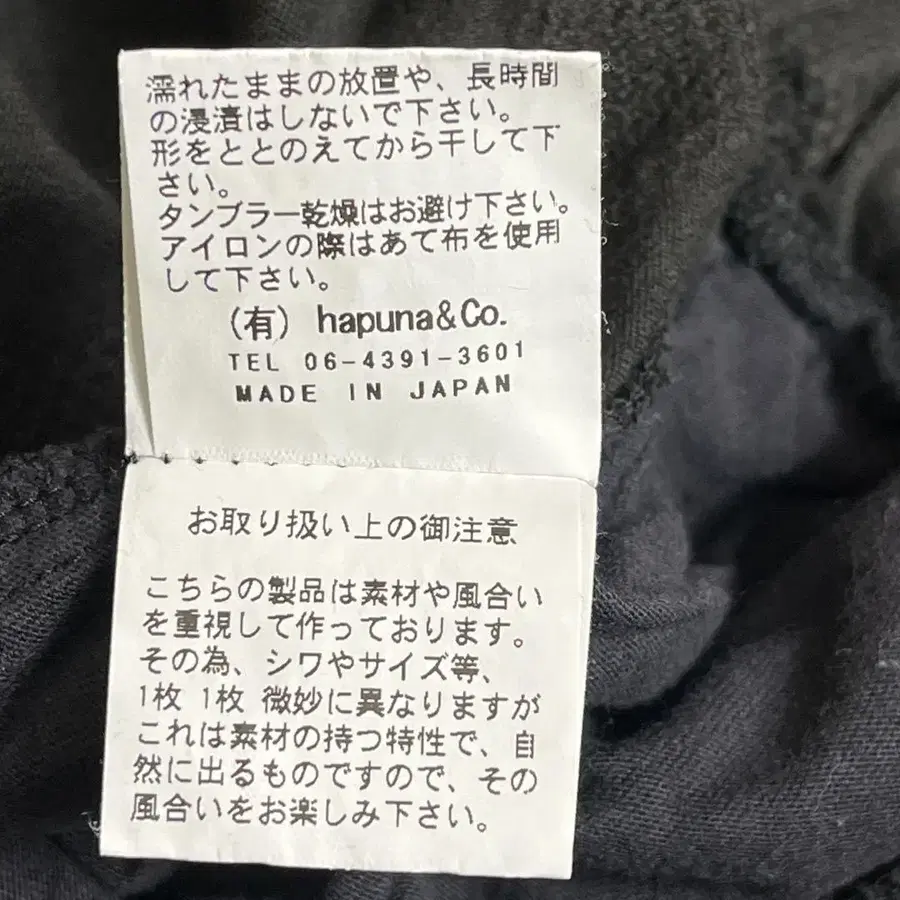 濡れたままの放置や、長時間
の浸漬はしないで下さい。
形をととのえてから干して下
さい。
タンブラー乾燥はお避け下さい。
アイロンの際はあて布を使用
して下さい。
(有) hapuna&Co.
TEL 06-4391-3601
MADE IN JAPAN
お取り扱い上の御注意
こちらの製品は素材や風合い
を重視して作っております。
その為、シワやサイズ等、
1枚 1枚 微妙に異なりますが
これは素材の持つ特性で、自
然に出るものですので、その
風合いをお楽しみ下さい。